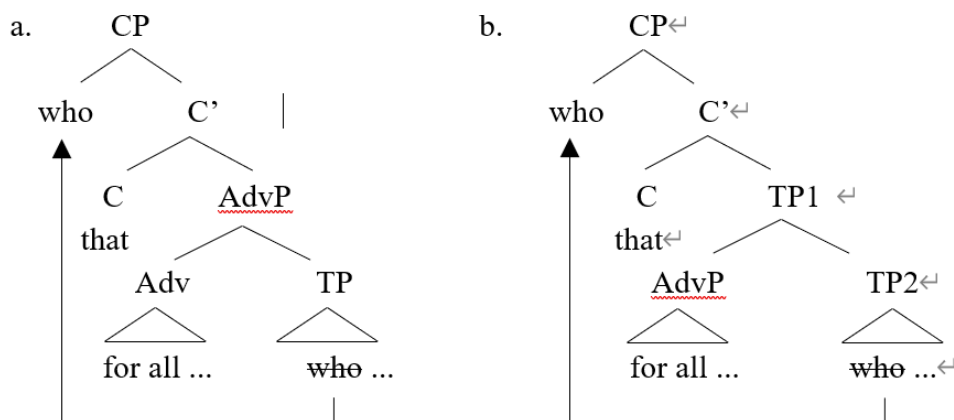 a. CP b. CP↵
who C’ who C’↵
C AdvP C TP1 ↵
that that↵
Adv TP AdvP TP2↵
for all ... who ... for all ... who ...↵